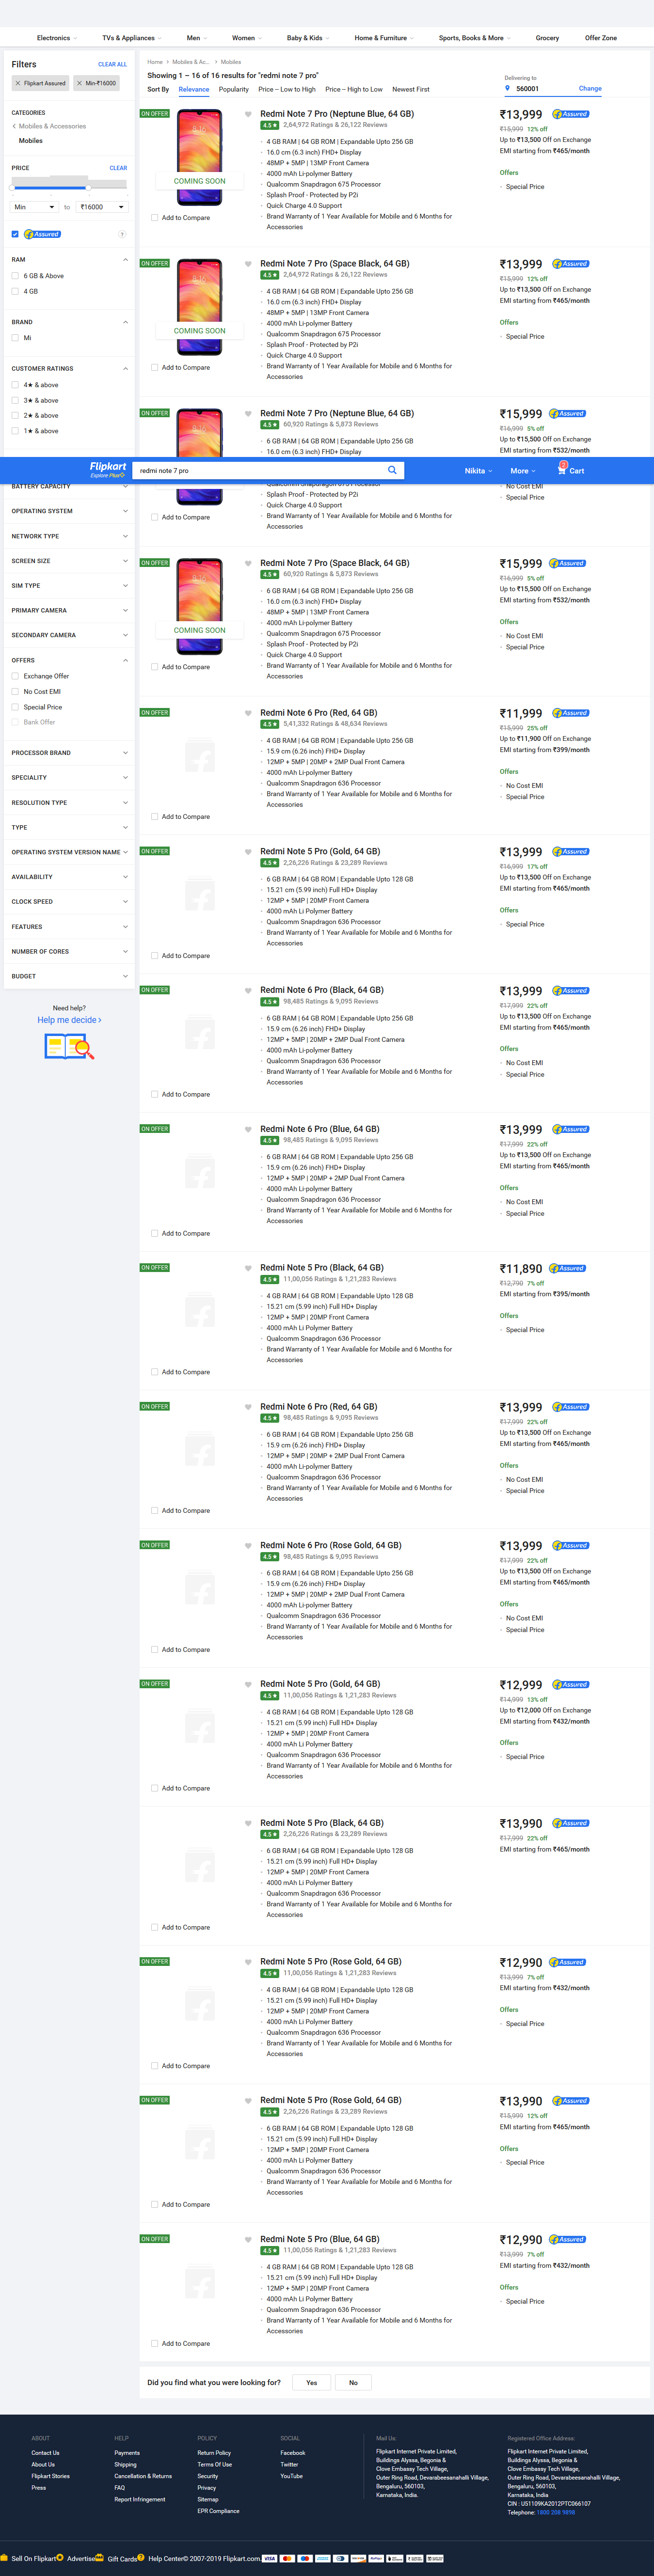 Electronics TVs & Appliances Men Women Baby & Kids Home & Furniture Sports, Books & More Grocery Offer Zone
Filters CLEAR ALL
Flipkart Assured Min-₹16000
CATEGORIES
Mobiles & Accessories
Mobiles
PRICE CLEAR
Min to ₹16000
Assured ?
RAM
6 GB & Above
4 GB
BRAND
Mi
CUSTOMER RATINGS
4★ & above
3★ & above
2★ & above
1★ & above
Flipkart
Explore Plus
redmi note 7 pro
Nikita More 2 Cart
BATTERY CAPACITY
OPERATING SYSTEM
NETWORK TYPE
SCREEN SIZE
SIM TYPE
PRIMARY CAMERA
SECONDARY CAMERA
OFFERS
Exchange Offer
No Cost EMI
Special Price
Bank Offer
PROCESSOR BRAND
SPECIALITY
RESOLUTION TYPE
TYPE
OPERATING SYSTEM VERSION NAME
AVAILABILITY
CLOCK SPEED
FEATURES
NUMBER OF CORES
BUDGET
Need help?
Help me decide
Home Mobiles & Ac... Mobiles
Showing 1 – 16 of 16 results for "redmi note 7 pro"
Sort By Relevance Popularity Price -- Low to High Price -- High to Low Newest First
Delivering to
560001 Change
ON OFFER
COMING SOON
Add to Compare
Redmi Note 7 Pro (Neptune Blue, 64 GB)
4.5 ★ 2,64,972 Ratings & 26,122 Reviews
4 GB RAM | 64 GB ROM | Expandable Upto 256 GB
16.0 cm (6.3 inch) FHD+ Display
48MP + 5MP | 13MP Front Camera
4000 mAh Li-polymer Battery
Qualcomm Snapdragon 675 Processor
Splash Proof - Protected by P2i
Quick Charge 4.0 Support
Brand Warranty of 1 Year Available for Mobile and 6 Months for
Accessories
₹13,999 Assured
₹15,999 12% off
Up to ₹13,500 Off on Exchange
EMI starting from ₹465/month
Offers
Special Price
ON OFFER
COMING SOON
Add to Compare
Redmi Note 7 Pro (Space Black, 64 GB)
4.5 ★ 2,64,972 Ratings & 26,122 Reviews
4 GB RAM | 64 GB ROM | Expandable Upto 256 GB
16.0 cm (6.3 inch) FHD+ Display
48MP + 5MP | 13MP Front Camera
4000 mAh Li-polymer Battery
Qualcomm Snapdragon 675 Processor
Splash Proof - Protected by P2i
Quick Charge 4.0 Support
Brand Warranty of 1 Year Available for Mobile and 6 Months for
Accessories
₹13,999 Assured
₹15,999 12% off
Up to ₹13,500 Off on Exchange
EMI starting from ₹465/month
Offers
Special Price
ON OFFER
Add to Compare
Redmi Note 7 Pro (Neptune Blue, 64 GB)
4.5 ★ 60,920 Ratings & 5,873 Reviews
6 GB RAM | 64 GB ROM | Expandable Upto 256 GB
16.0 cm (6.3 inch) FHD+ Display
Qualcomm Snapdragon 675 Processor
Splash Proof - Protected by P2i
Quick Charge 4.0 Support
Brand Warranty of 1 Year Available for Mobile and 6 Months for
Accessories
₹15,999 Assured
₹16,999 5% off
Up to ₹15,500 Off on Exchange
EMI starting from ₹532/month
No Cost EMI
Special Price
ON OFFER
COMING SOON
Add to Compare
Redmi Note 7 Pro (Space Black, 64 GB)
4.5 ★ 60,920 Ratings & 5,873 Reviews
6 GB RAM | 64 GB ROM | Expandable Upto 256 GB
16.0 cm (6.3 inch) FHD+ Display
48MP + 5MP | 13MP Front Camera
4000 mAh Li-polymer Battery
Qualcomm Snapdragon 675 Processor
Splash Proof - Protected by P2i
Quick Charge 4.0 Support
Brand Warranty of 1 Year Available for Mobile and 6 Months for
Accessories
₹15,999 Assured
₹16,999 5% off
Up to ₹15,500 Off on Exchange
EMI starting from ₹532/month
Offers
No Cost EMI
Special Price
ON OFFER
Add to Compare
Redmi Note 6 Pro (Red, 64 GB)
4.5 ★ 5,41,332 Ratings & 48,634 Reviews
4 GB RAM | 64 GB ROM | Expandable Upto 256 GB
15.9 cm (6.26 inch) FHD+ Display
12MP + 5MP | 20MP + 2MP Dual Front Camera
4000 mAh Li-polymer Battery
Qualcomm Snapdragon 636 Processor
Brand Warranty of 1 Year Available for Mobile and 6 Months for
Accessories
₹11,999 Assured
₹15,999 25% off
Up to ₹11,900 Off on Exchange
EMI starting from ₹399/month
Offers
No Cost EMI
Special Price
ON OFFER
Add to Compare
Redmi Note 5 Pro (Gold, 64 GB)
4.5 ★ 2,26,226 Ratings & 23,289 Reviews
6 GB RAM | 64 GB ROM | Expandable Upto 128 GB
15.21 cm (5.99 inch) Full HD+ Display
12MP + 5MP | 20MP Front Camera
4000 mAh Li Polymer Battery
Qualcomm Snapdragon 636 Processor
Brand Warranty of 1 Year Available for Mobile and 6 Months for
Accessories
₹13,999 Assured
₹16,999 17% off
Up to ₹13,500 Off on Exchange
EMI starting from ₹465/month
Offers
Special Price
ON OFFER
Add to Compare
Redmi Note 6 Pro (Black, 64 GB)
4.5 ★ 98,485 Ratings & 9,095 Reviews
6 GB RAM | 64 GB ROM | Expandable Upto 256 GB
15.9 cm (6.26 inch) FHD+ Display
12MP + 5MP | 20MP + 2MP Dual Front Camera
4000 mAh Li-polymer Battery
Qualcomm Snapdragon 636 Processor
Brand Warranty of 1 Year Available for Mobile and 6 Months for
Accessories
₹13,999 Assured
₹17,999 22% off
Up to ₹13,500 Off on Exchange
EMI starting from ₹465/month
Offers
No Cost EMI
Special Price
ON OFFER
Add to Compare
Redmi Note 6 Pro (Blue, 64 GB)
4.5 ★ 98,485 Ratings & 9,095 Reviews
6 GB RAM | 64 GB ROM | Expandable Upto 256 GB
15.9 cm (6.26 inch) FHD+ Display
12MP + 5MP | 20MP + 2MP Dual Front Camera
4000 mAh Li-polymer Battery
Qualcomm Snapdragon 636 Processor
Brand Warranty of 1 Year Available for Mobile and 6 Months for
Accessories
₹13,999 Assured
₹17,999 22% off
Up to ₹13,500 Off on Exchange
EMI starting from ₹465/month
Offers
No Cost EMI
Special Price
ON OFFER
Add to Compare
Redmi Note 5 Pro (Black, 64 GB)
4.5 ★ 11,00,056 Ratings & 1,21,283 Reviews
4 GB RAM | 64 GB ROM | Expandable Upto 128 GB
15.21 cm (5.99 inch) Full HD+ Display
12MP + 5MP | 20MP Front Camera
4000 mAh Li Polymer Battery
Qualcomm Snapdragon 636 Processor
Brand Warranty of 1 Year Available for Mobile and 6 Months for
Accessories
₹11,890 Assured
₹12,790 7% off
EMI starting from ₹395/month
Offers
Special Price
ON OFFER
Add to Compare
Redmi Note 6 Pro (Red, 64 GB)
4.5 ★ 98,485 Ratings & 9,095 Reviews
6 GB RAM | 64 GB ROM | Expandable Upto 256 GB
15.9 cm (6.26 inch) FHD+ Display
12MP + 5MP | 20MP + 2MP Dual Front Camera
4000 mAh Li-polymer Battery
Qualcomm Snapdragon 636 Processor
Brand Warranty of 1 Year Available for Mobile and 6 Months for
Accessories
₹13,999 Assured
₹17,999 22% off
Up to ₹13,500 Off on Exchange
EMI starting from ₹465/month
Offers
No Cost EMI
Special Price
ON OFFER
Add to Compare
Redmi Note 6 Pro (Rose Gold, 64 GB)
4.5 ★ 98,485 Ratings & 9,095 Reviews
6 GB RAM | 64 GB ROM | Expandable Upto 256 GB
15.9 cm (6.26 inch) FHD+ Display
12MP + 5MP | 20MP + 2MP Dual Front Camera
4000 mAh Li-polymer Battery
Qualcomm Snapdragon 636 Processor
Brand Warranty of 1 Year Available for Mobile and 6 Months for
Accessories
₹13,999 Assured
₹17,999 22% off
Up to ₹13,500 Off on Exchange
EMI starting from ₹465/month
Offers
No Cost EMI
Special Price
ON OFFER
Add to Compare
Redmi Note 5 Pro (Gold, 64 GB)
4.5 ★ 11,00,056 Ratings & 1,21,283 Reviews
4 GB RAM | 64 GB ROM | Expandable Upto 128 GB
15.21 cm (5.99 inch) Full HD+ Display
12MP + 5MP | 20MP Front Camera
4000 mAh Li Polymer Battery
Qualcomm Snapdragon 636 Processor
Brand Warranty of 1 Year Available for Mobile and 6 Months for
Accessories
₹12,999 Assured
₹14,999 13% off
Up to ₹12,000 Off on Exchange
EMI starting from ₹432/month
Offers
Special Price
Add to Compare
Redmi Note 5 Pro (Black, 64 GB)
4.5 ★ 2,26,226 Ratings & 23,289 Reviews
6 GB RAM | 64 GB ROM | Expandable Upto 128 GB
15.21 cm (5.99 inch) Full HD+ Display
12MP + 5MP | 20MP Front Camera
4000 mAh Li Polymer Battery
Qualcomm Snapdragon 636 Processor
Brand Warranty of 1 Year Available for Mobile and 6 Months for
Accessories
₹13,990 Assured
₹17,999 22% off
EMI starting from ₹465/month
ON OFFER
Add to Compare
Redmi Note 5 Pro (Rose Gold, 64 GB)
4.5 ★ 11,00,056 Ratings & 1,21,283 Reviews
4 GB RAM | 64 GB ROM | Expandable Upto 128 GB
15.21 cm (5.99 inch) Full HD+ Display
12MP + 5MP | 20MP Front Camera
4000 mAh Li Polymer Battery
Qualcomm Snapdragon 636 Processor
Brand Warranty of 1 Year Available for Mobile and 6 Months for
Accessories
₹12,990 Assured
₹13,999 7% off
EMI starting from ₹432/month
Offers
Special Price
ON OFFER
Add to Compare
Redmi Note 5 Pro (Rose Gold, 64 GB)
4.5 ★ 2,26,226 Ratings & 23,289 Reviews
6 GB RAM | 64 GB ROM | Expandable Upto 128 GB
15.21 cm (5.99 inch) Full HD+ Display
12MP + 5MP | 20MP Front Camera
4000 mAh Li Polymer Battery
Qualcomm Snapdragon 636 Processor
Brand Warranty of 1 Year Available for Mobile and 6 Months for
Accessories
₹13,990 Assured
₹15,999 12% off
EMI starting from ₹465/month
Offers
Special Price
ON OFFER
Add to Compare
Redmi Note 5 Pro (Blue, 64 GB)
4.5 ★ 11,00,056 Ratings & 1,21,283 Reviews
4 GB RAM | 64 GB ROM | Expandable Upto 128 GB
15.21 cm (5.99 inch) Full HD+ Display
12MP + 5MP | 20MP Front Camera
4000 mAh Li Polymer Battery
Qualcomm Snapdragon 636 Processor
Brand Warranty of 1 Year Available for Mobile and 6 Months for
Accessories
₹12,990 Assured
₹13,999 7% off
EMI starting from ₹432/month
Offers
Special Price
Did you find what you were looking for? Yes No
ABOUT
Contact Us
About Us
Flipkart Stories
Press
HELP
Payments
Shipping
Cancellation & Returns
FAQ
Report Infringement
POLICY
Return Policy
Terms Of Use
Security
Privacy
Sitemap
EPR Compliance
SOCIAL
Facebook
Twitter
YouTube
Mail Us:
Flipkart Internet Private Limited,
Buildings Alyssa, Begonia &
Clove Embassy Tech Village,
Outer Ring Road, Devarabeesanahalli Village,
Bengaluru, 560103,
Karnataka, India.
Registered Office Address:
Flipkart Internet Private Limited,
Buildings Alyssa, Begonia &
Clove Embassy Tech Village,
Outer Ring Road, Devarabeesanahalli Village,
Bengaluru, 560103,
Karnataka, India
CIN : U51109KA2012PTC066107
Telephone: 1800 208 9898
Sell On Flipkart Advertise Gift Cards Help Center © 2007-2019 Flipkart.com VISA